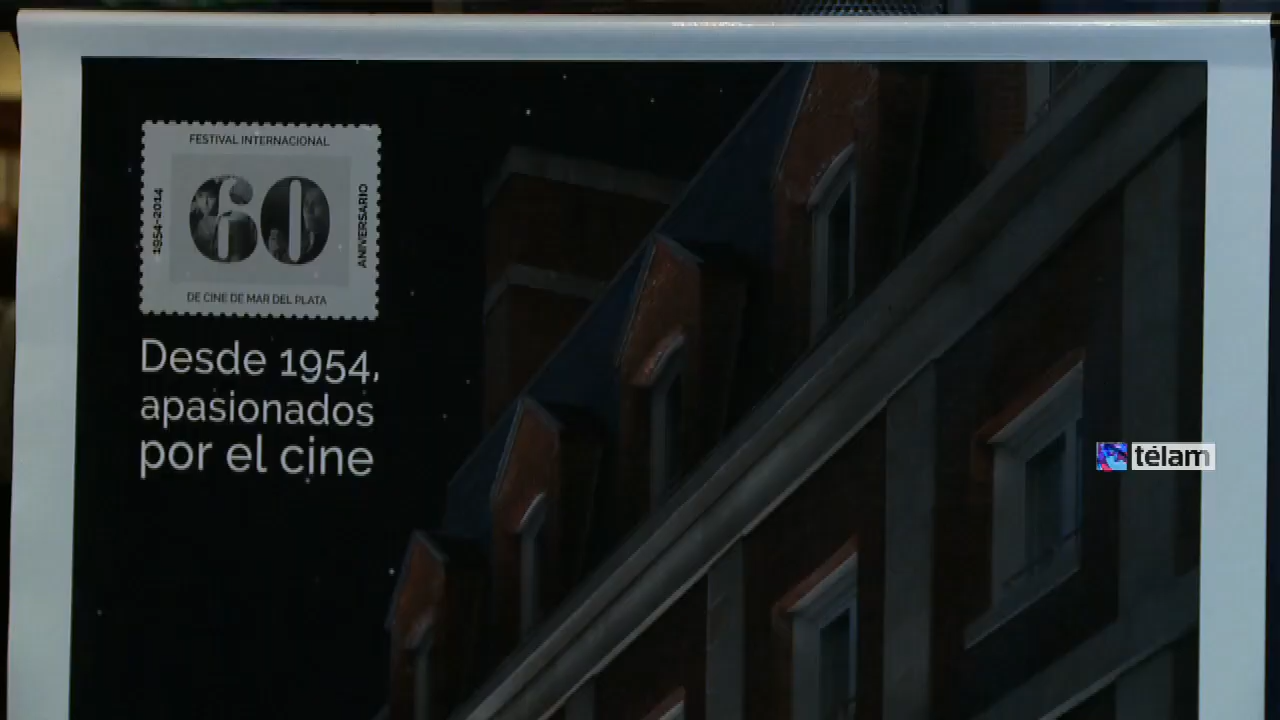 FESTIVAL INTERNACIONAL
1954-2014
60
ANIVERSARIO
DE CINE DE MAR DEL PLATA
Desde 1954,
apasionados
por el cine
télam